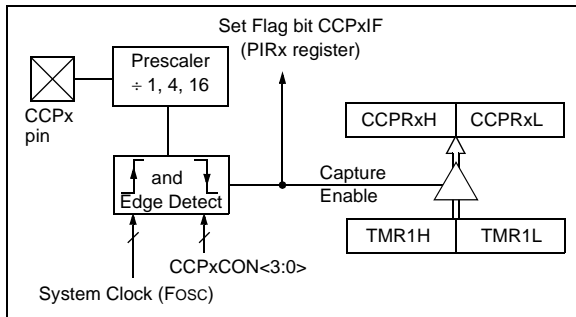 Set Flag bit CCPxIF
(PIRx register)
Prescaler
÷ 1, 4, 16
CCPx
pin
CCPRxH CCPRxL
and
Edge Detect
Capture
Enable
TMR1H TMR1L
CCPxCON<3:0>
System Clock (FOSC)